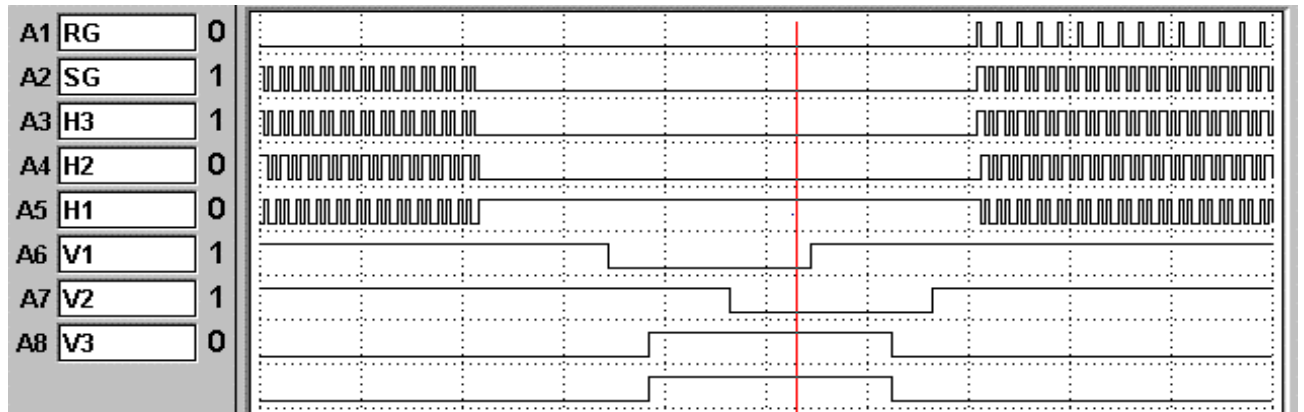 A1 RG 0
A2 SG 1
A3 H3 1
A4 H2 0
A5 H1 0
A6 V1 1
A7 V2 1
A8 V3 0